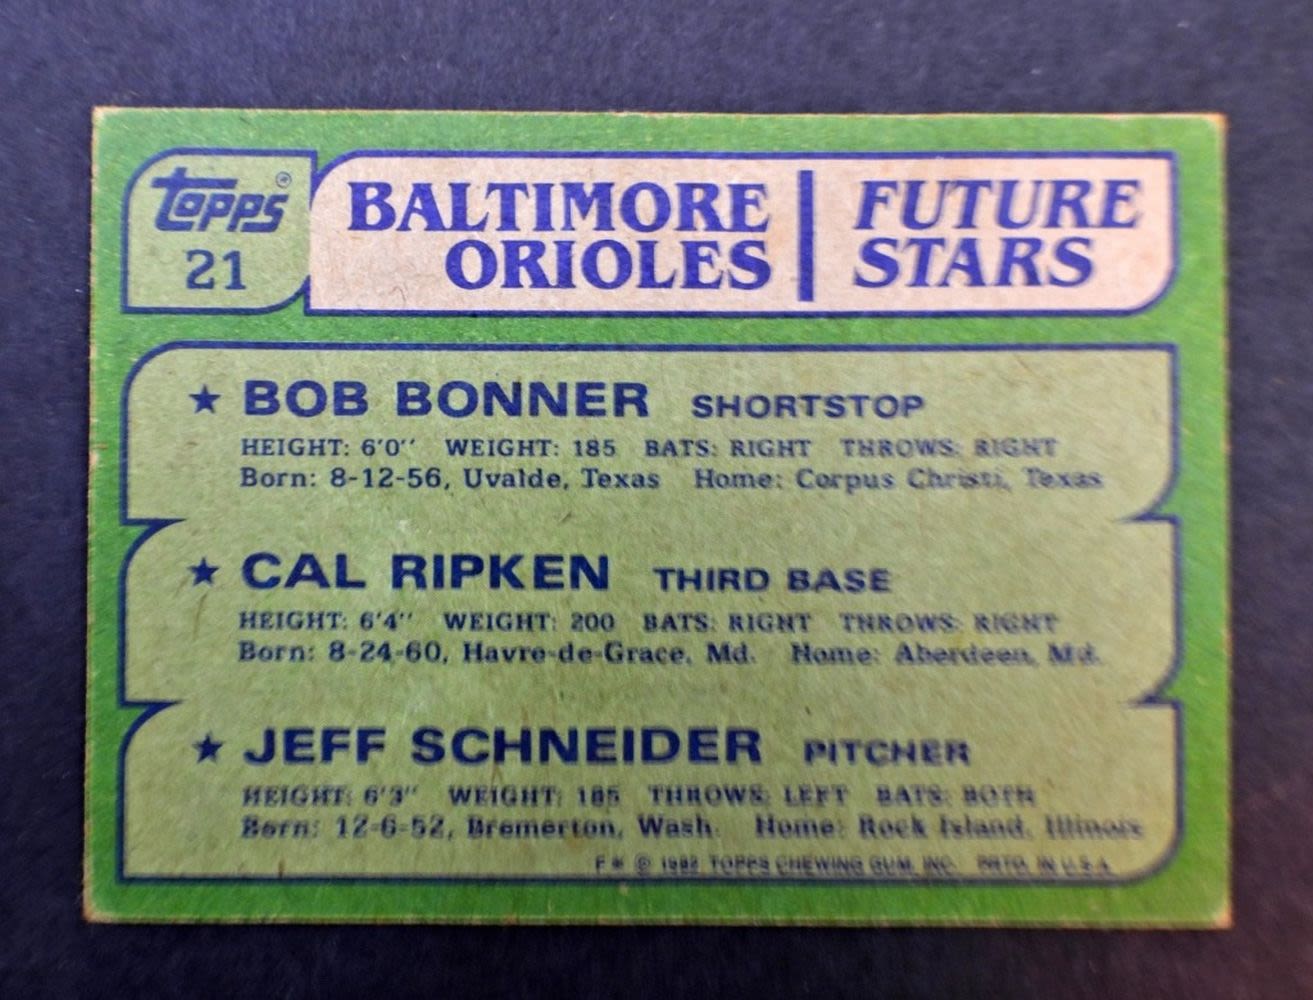 topps®
21
BALTIMORE ORIOLES
FUTURE STARS
★ BOB BONNER SHORTSTOP
HEIGHT: 6'0" WEIGHT: 185 BATS: RIGHT THROWS: RIGHT
Born: 8-12-56, Uvalde, Texas Home: Corpus Christi, Texas
★ CAL RIPKEN THIRD BASE
HEIGHT: 6'4" WEIGHT: 200 BATS: RIGHT THROWS: RIGHT
Born: 8-24-60, Havre-de-Grace, Md. Home: Aberdeen, Md.
★ JEFF SCHNEIDER PITCHER
HEIGHT: 6'3" WEIGHT: 185 THROWS: LEFT BATS: BOTH
Born: 12-6-52, Bremerton, Wash. Home: Rock Island, Illinois
F* © 1982 TOPPS CHEWING GUM, INC. PRTD. IN U.S.A.